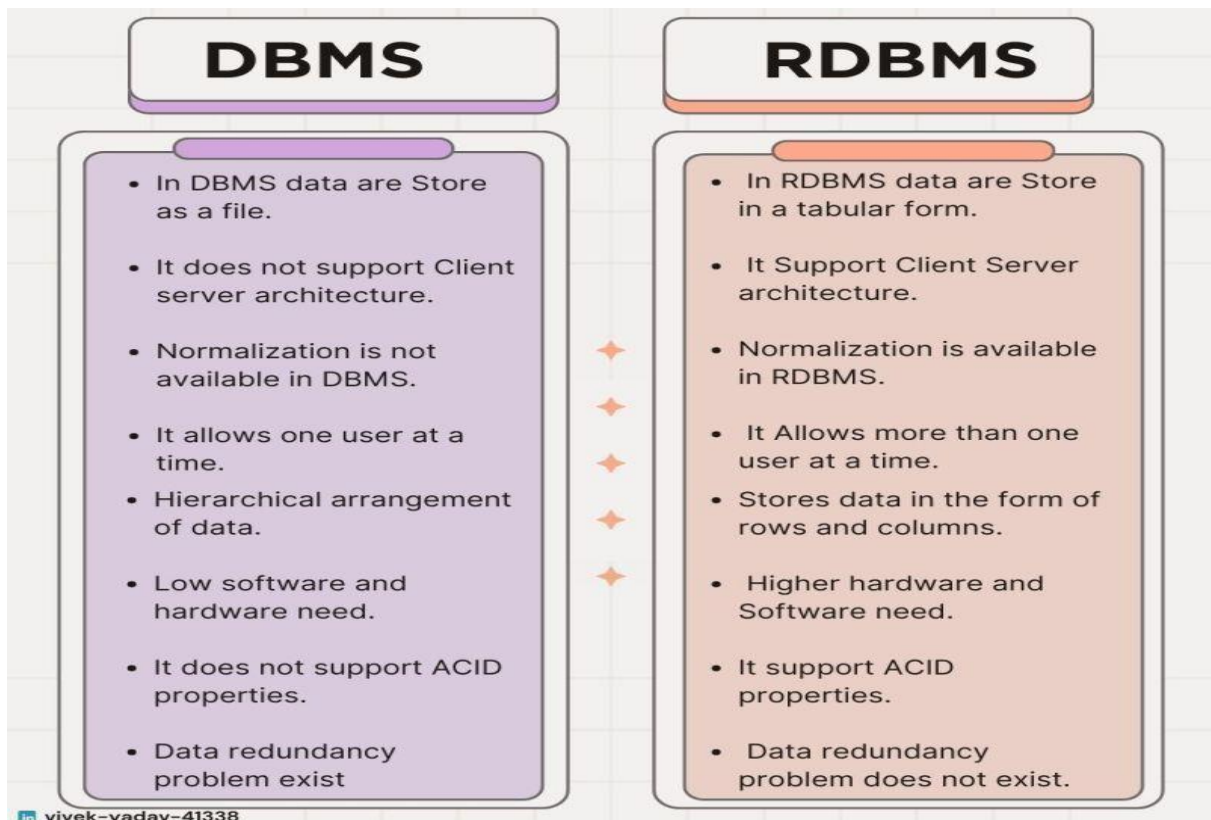 DBMS
• In DBMS data are Store
as a file.
• It does not support Client
server architecture.
• Normalization is not
available in DBMS.
• It allows one user at a
time.
• Hierarchical arrangement
of data.
• Low software and
hardware need.
• It does not support ACID
properties.
• Data redundancy
problem exist
RDBMS
• In RDBMS data are Store
in a tabular form.
• It Support Client Server
architecture.
• Normalization is available
in RDBMS.
• It Allows more than one
user at a time.
• Stores data in the form of
rows and columns.
• Higher hardware and
Software need.
• It support ACID
properties.
• Data redundancy
problem does not exist.
in vivek-yadav-41338